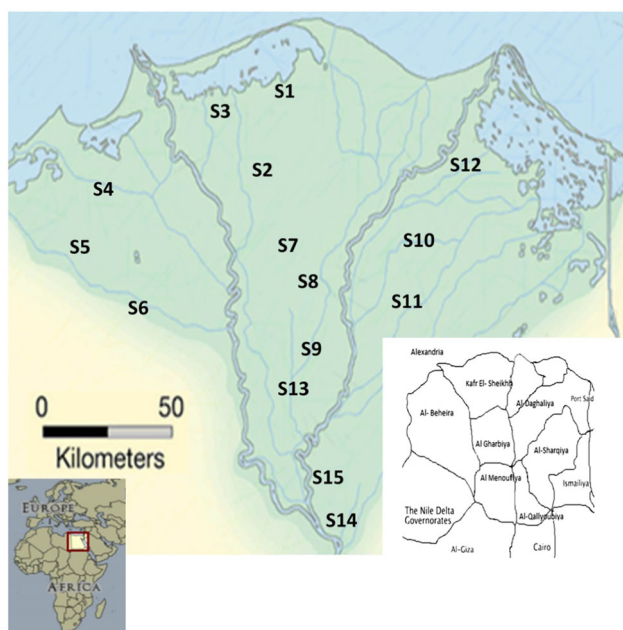 S1
S3
S2
S12
S4
S5
S7
S10
S8
S6
S11
S9
S13
0 50
Kilometers
S15
S14
Alexandria
Kafr El- Sheikh
Port Said
Al-Daghaliya
Al- Beheira
Al Gharbiya
Al-Sharqiya
Al Menoufiya
Ismailiya
The Nile Delta
Governorates
Al-Qallyoubiya
Al-Giza
Cairo
EUROPE
AFRICA